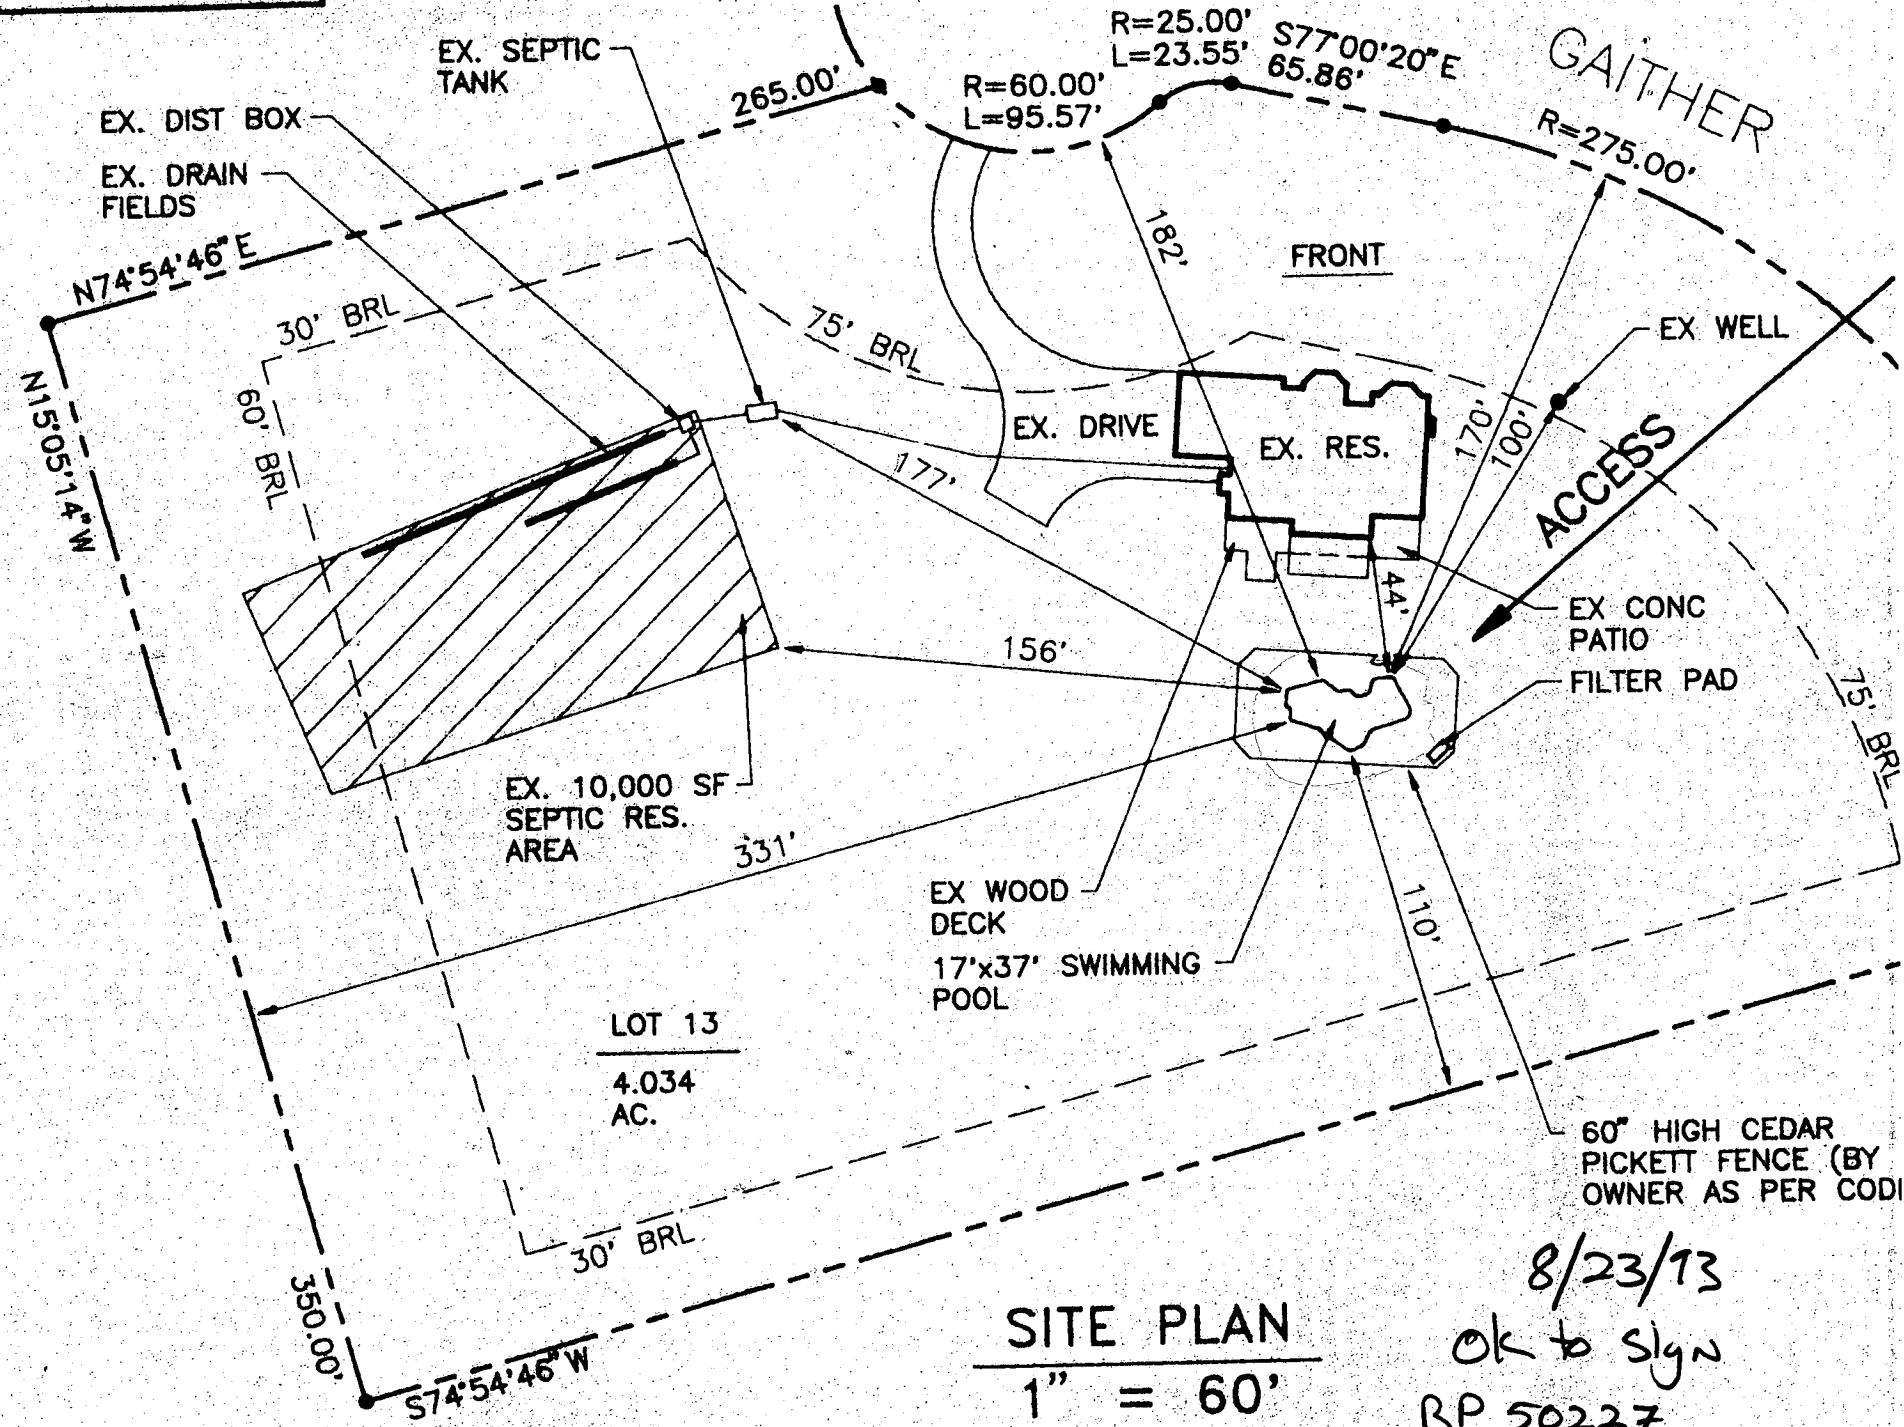 EX. SEPTIC
TANK
R=25.00'
L=23.55'
S77°00'20"E
65.86'
GAITHER
265.00'
R=60.00'
L=95.57'
EX. DIST BOX
R=275.00'
EX. DRAIN
FIELDS
N74°54'46"E
182'
FRONT
30' BRL
75' BRL
EX WELL
N15°05'14"W
60' BRL
EX. DRIVE
EX. RES.
170'
100'
ACCESS
177'
44'
EX CONC
PATIO
156'
FILTER PAD
75' BRL
EX. 10,000 SF
SEPTIC RES.
AREA
331'
EX WOOD
DECK
110'
17'x37' SWIMMING
POOL
LOT 13
4.034
AC.
60" HIGH CEDAR
PICKETT FENCE (BY
OWNER AS PER
30' BRL
350.00'
S74°54'46"W
SITE PLAN
1" = 60'
8/23/93
Ok to sign
BP 50227